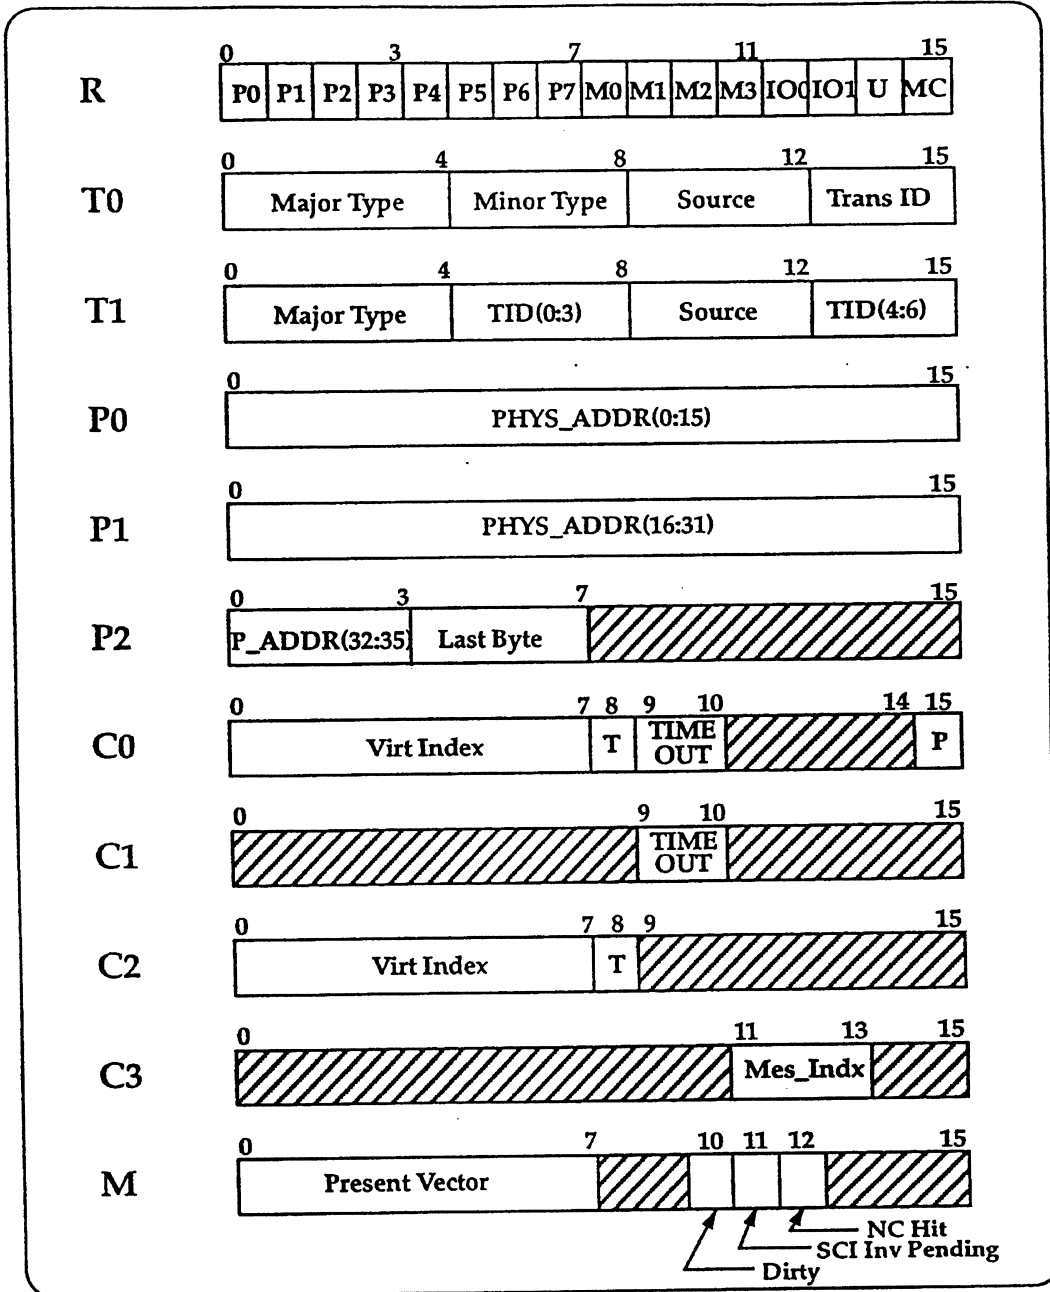 0 3 7 11 15
R P0 P1 P2 P3 P4 P5 P6 P7 M0 M1 M2 M3 IO0 IO1 U MC
0 4 8 12 15
T0 Major Type Minor Type Source Trans ID
0 4 8 12 15
T1 Major Type TID(0:3) Source TID(4:6)
0 15
P0 PHYS_ADDR(0:15)
0 15
P1 PHYS_ADDR(16:31)
0 3 7 15
P2 P_ADDR(32:35) Last Byte
0 7 8 9 10 14 15
C0 Virt Index T TIME OUT P
0 9 10 15
C1 TIME OUT
0 7 8 9 15
C2 Virt Index T
0 11 13 15
C3 Mes_Indx
0 7 10 11 12 15
M Present Vector
NC Hit
SCI Inv Pending
Dirty